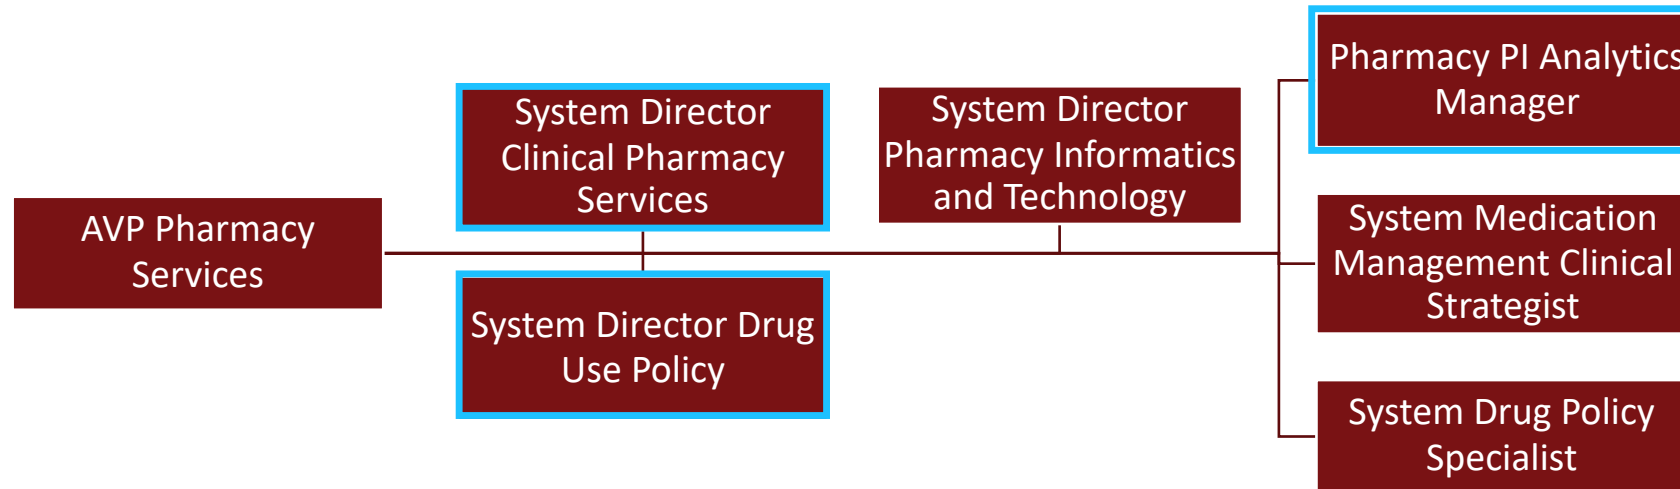 AVP Pharmacy
Services
System Director
Clinical Pharmacy
Services
System Director Drug
Use Policy
System Director
Pharmacy Informatics
and Technology
Pharmacy PI Analytics
Manager
System Medication
Management Clinical
Strategist
System Drug Policy
Specialist